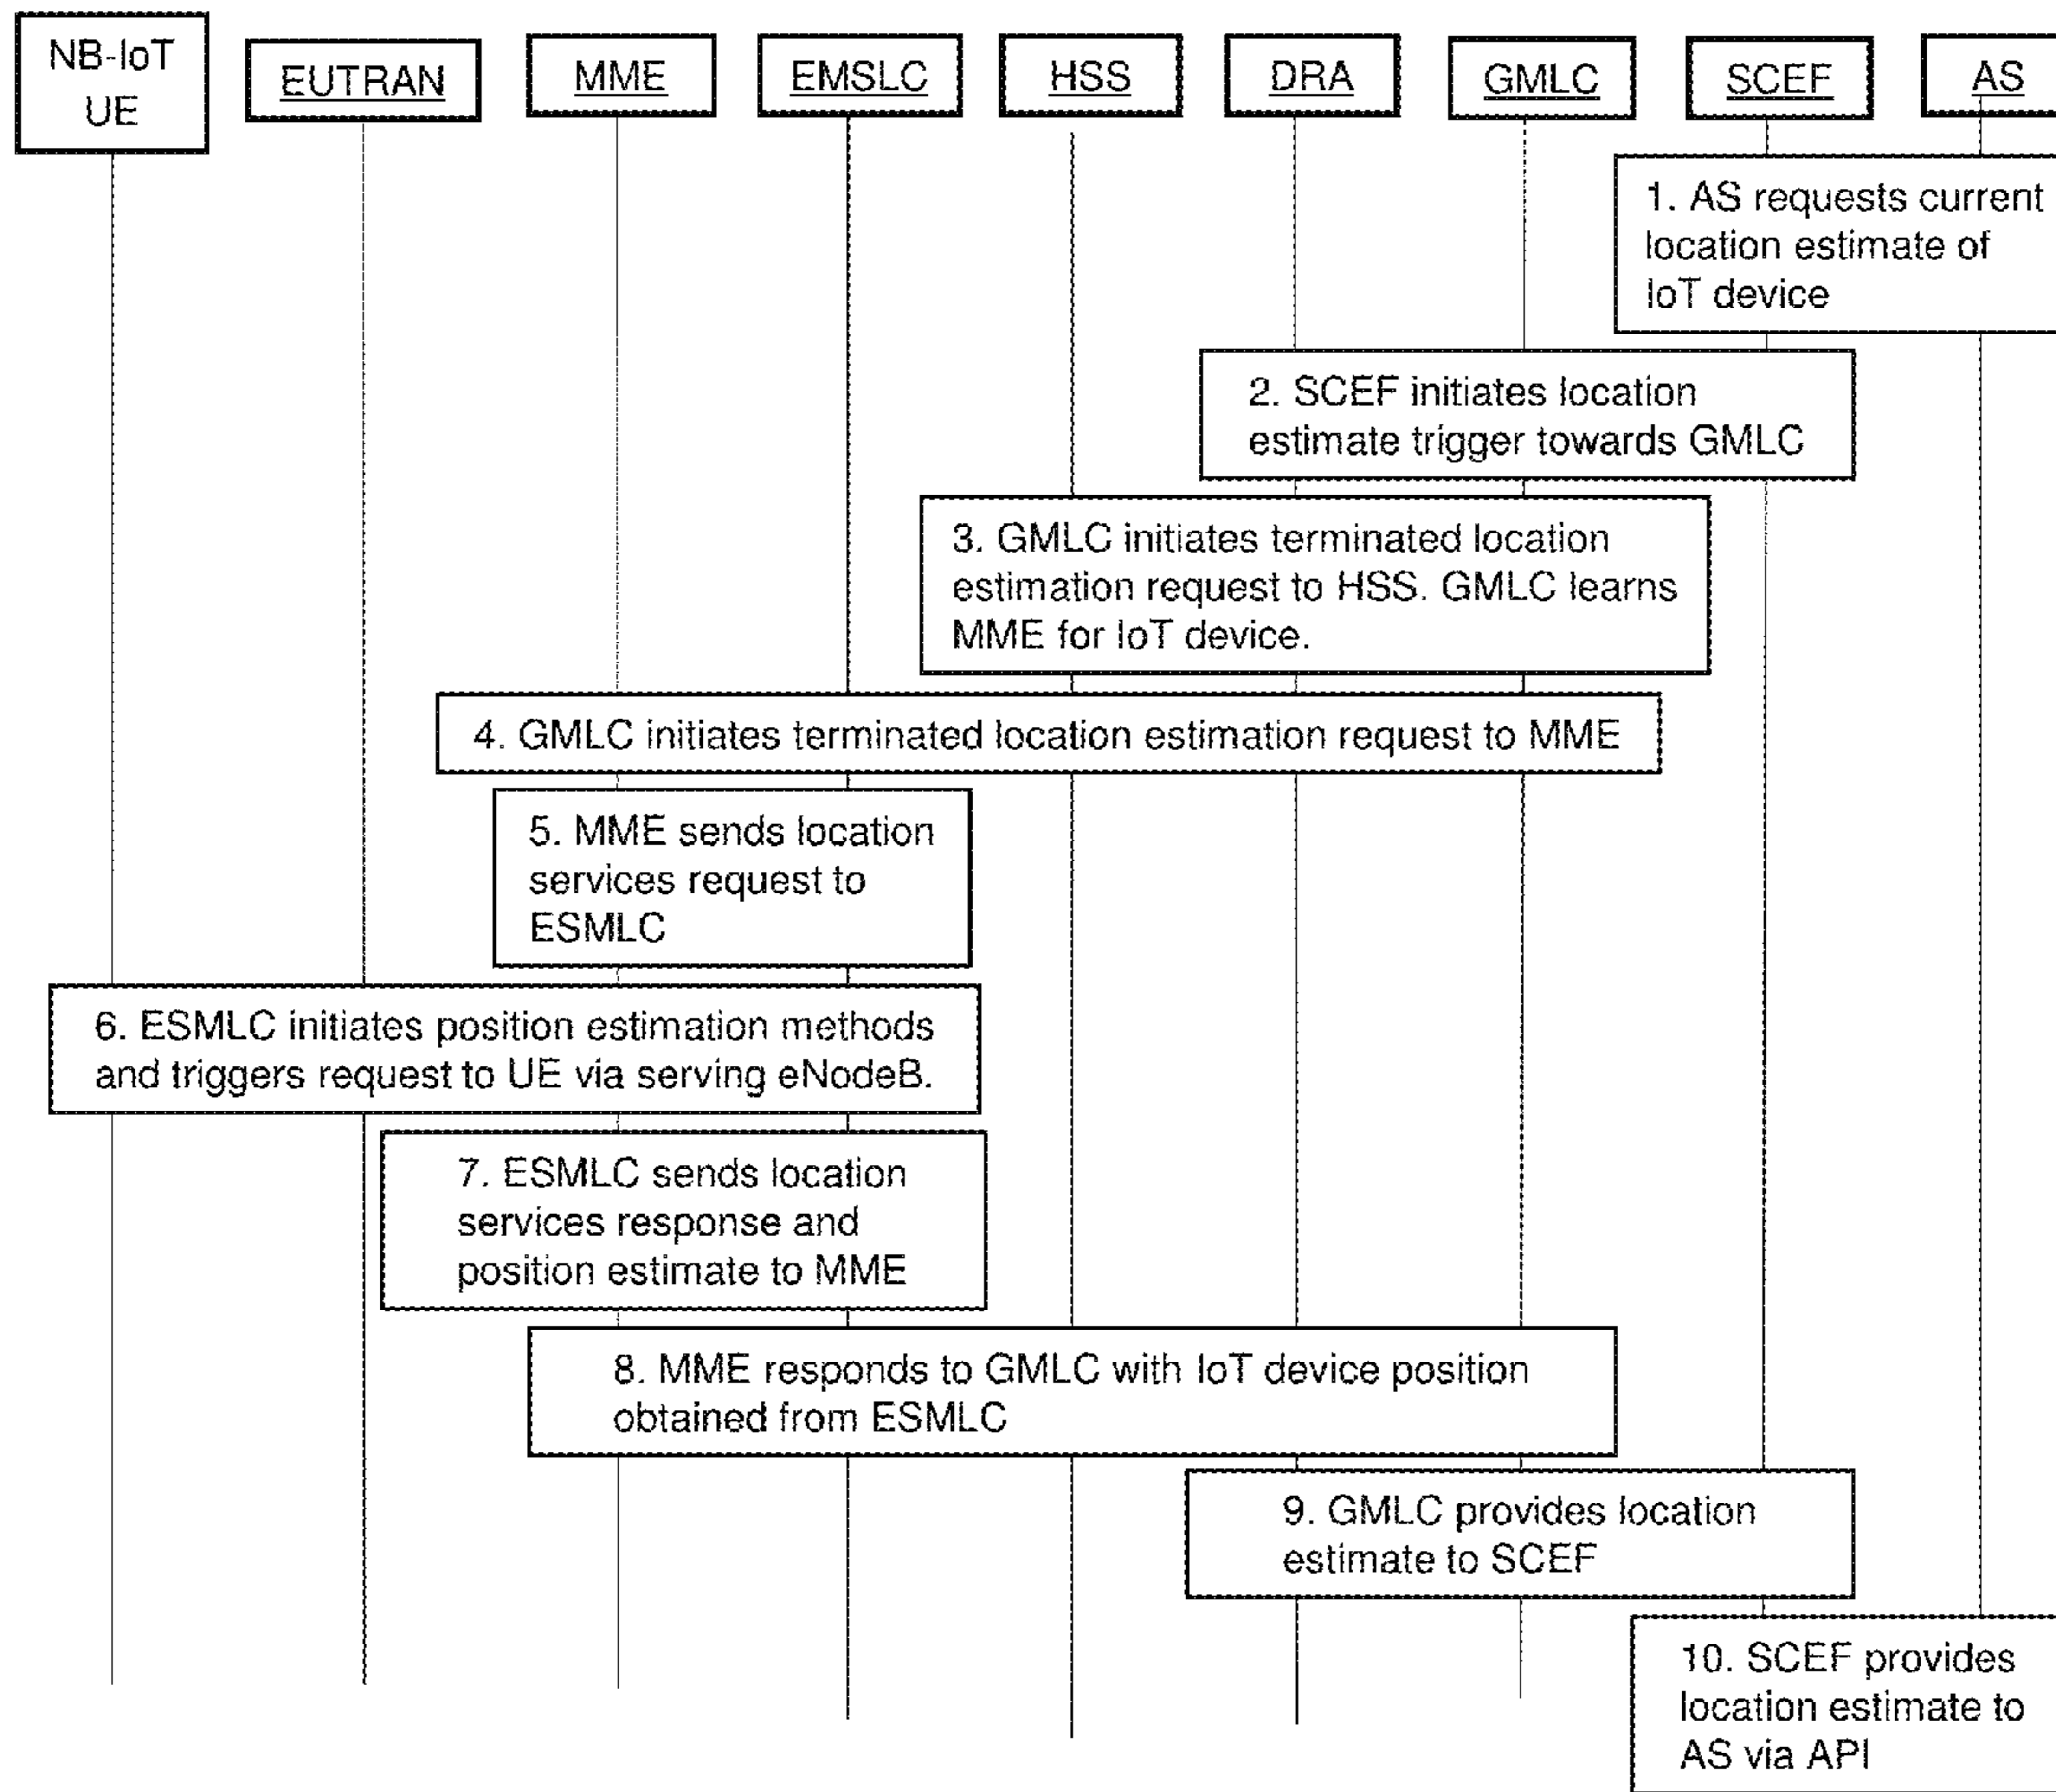 NB-IoT
UE
EUTRAN
MME
EMSLC
HSS
DRA
GMLC
SCEF
AS
1. AS requests current
location estimate of
IoT device
2. SCEF initiates location
estimate trigger towards GMLC
3. GMLC initiates terminated location
estimation request to HSS. GMLC learns
MME for IoT device.
4. GMLC initiates terminated location estimation request to MME
5. MME sends location
services request to
ESMLC
6. ESMLC initiates position estimation methods
and triggers request to UE via serving eNodeB.
7. ESMLC sends location
services response and
position estimate to MME
8. MME responds to GMLC with IoT device position
obtained from ESMLC
9. GMLC provides location
estimate to SCEF
10. SCEF provides
location estimate to
AS via API